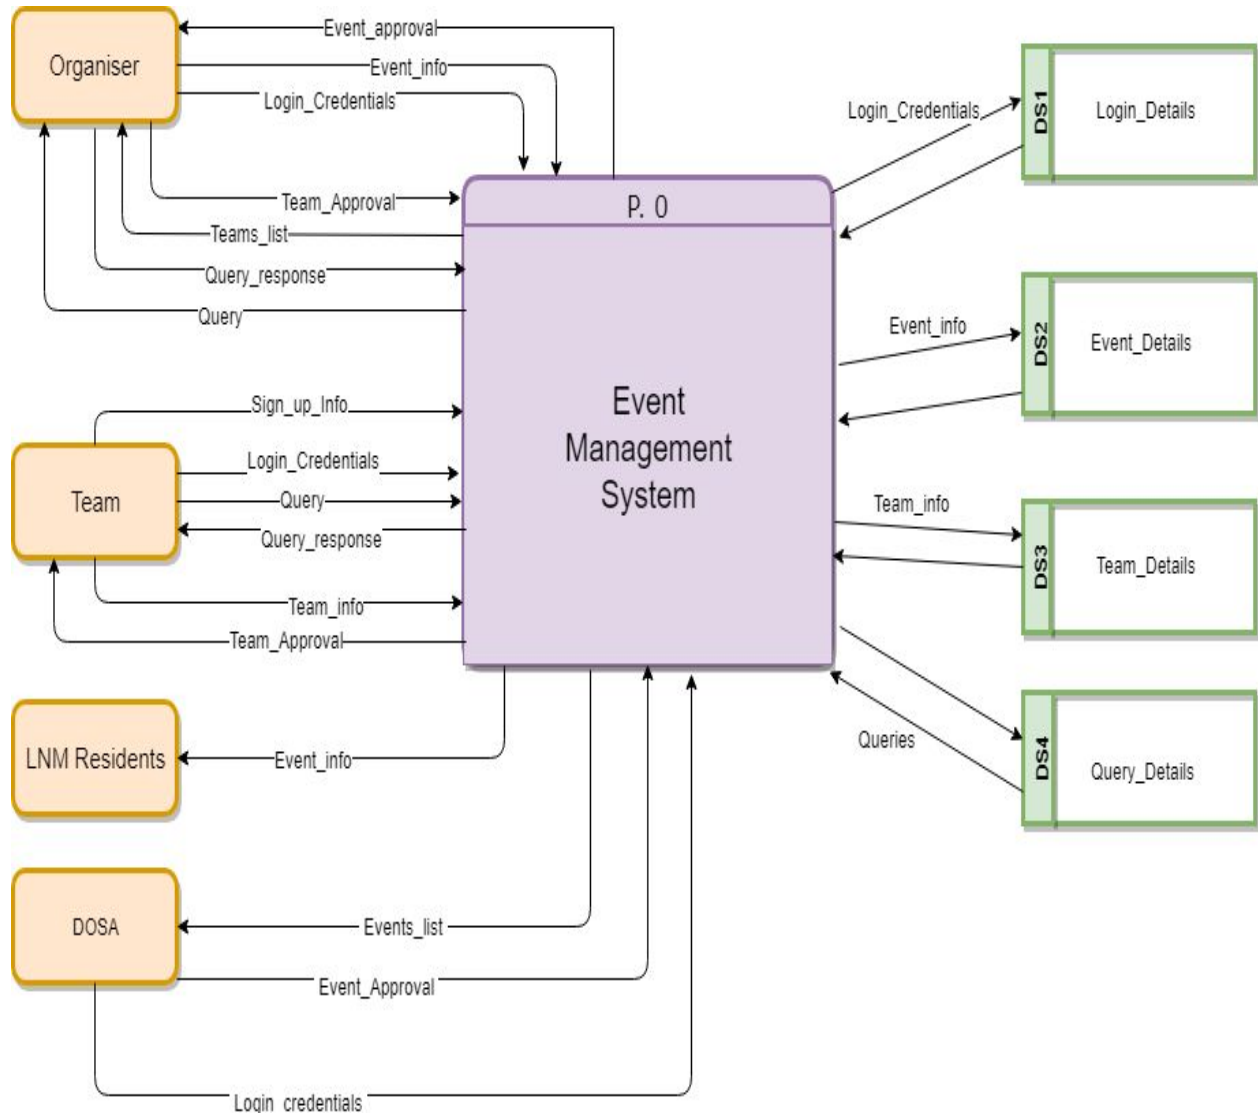 Event_approval
Organiser
Event_info
Login_Credentials
Team_Approval
Teams_list
Query_response
Query
P. 0
Event
Management
System
Login_Credentials
DS1
Login_Details
Event_info
DS2
Event_Details
Sign_up_Info
Team
Login_Credentials
Query
Query_response
Team_info
Team_Approval
Team_info
DS3
Team_Details
Queries
DS4
Query_Details
LNM Residents
Event_info
DOSA
Events_list
Event_Approval
Login_credentials